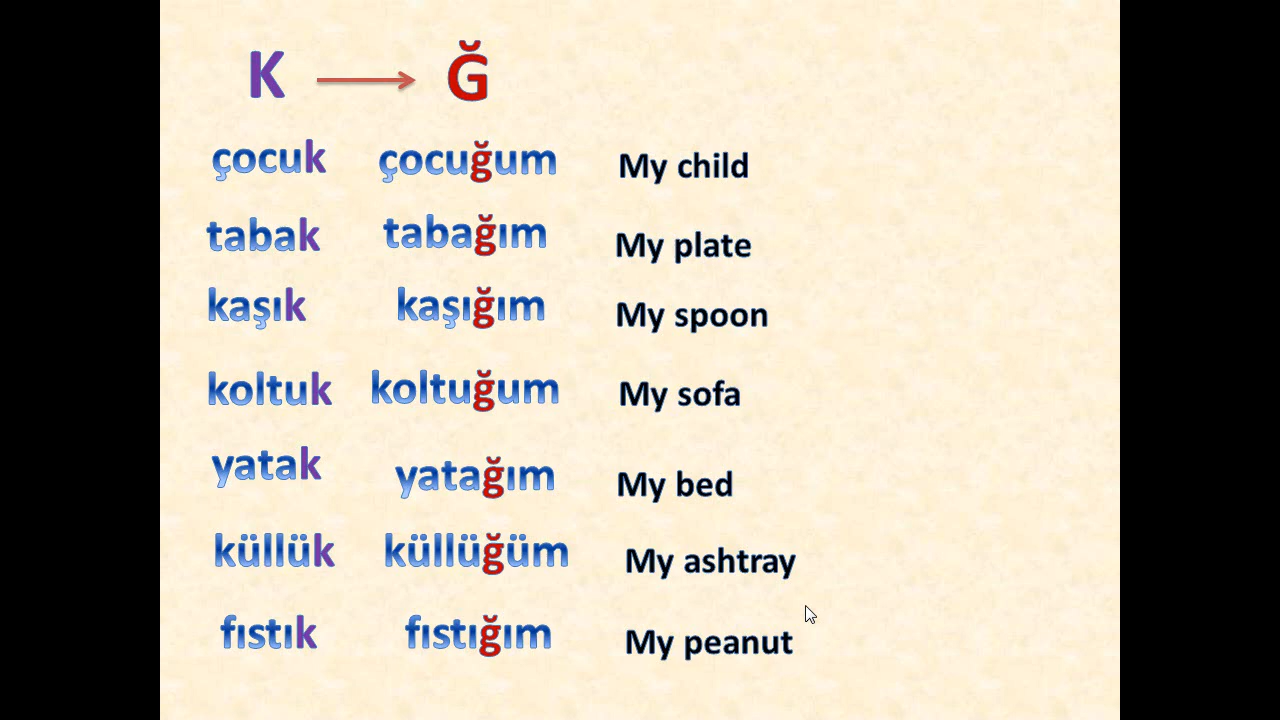 K Ğ
çocuk çocuğum My child
tabak tabağım My plate
kaşık kaşığım My spoon
koltuk koltuğum My sofa
yatak yatağım My bed
küllük küllüğüm My ashtray
fıstık fıstığım My peanut